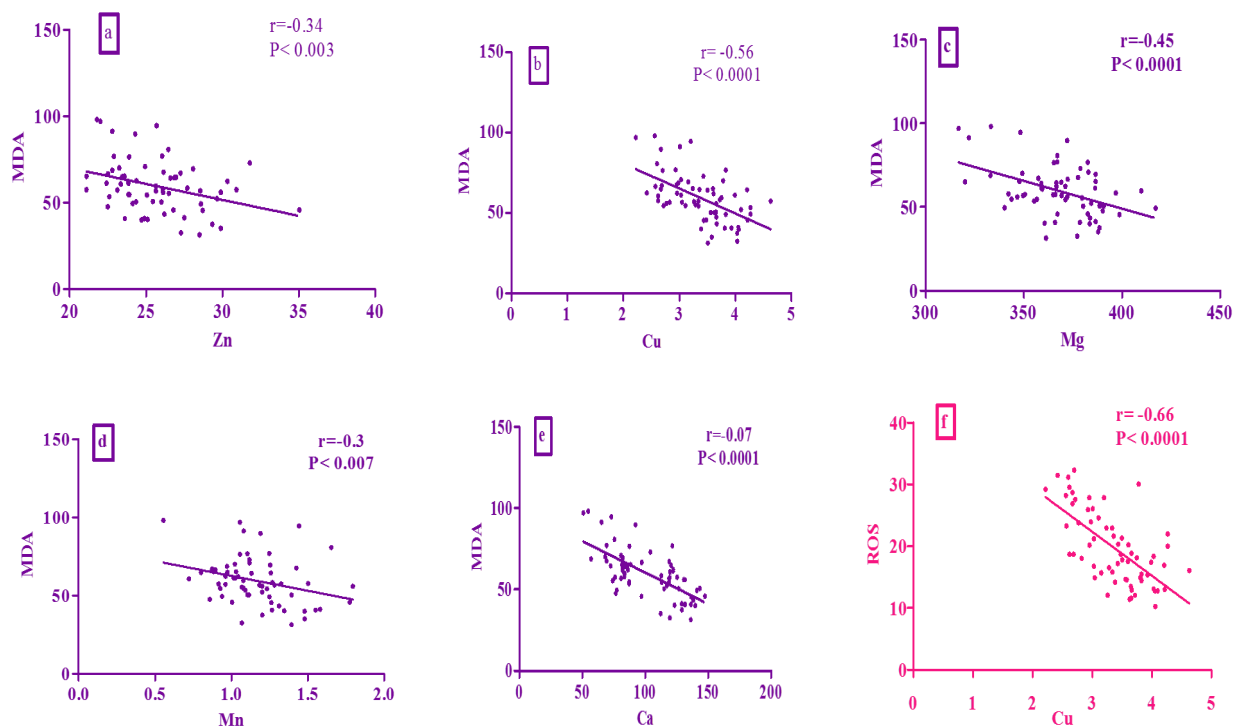 a
r=-0.34
P< 0.003
150
100
50
0
MDA
20 25 30 35 40
Zn
b
r= -0.56
P< 0.0001
150
100
50
0
MDA
0 1 2 3 4 5
Cu
c
r=-0.45
P< 0.0001
150
100
50
0
MDA
300 350 400 450
Mg
d
r=-0.3
P< 0.007
150
100
50
0
MDA
0.0 0.5 1.0 1.5 2.0
Mn
e
r=-0.07
P< 0.0001
150
100
50
0
MDA
0 50 100 150 200
Ca
f
r= -0.66
P< 0.0001
40
30
20
10
0
ROS
0 1 2 3 4 5
Cu